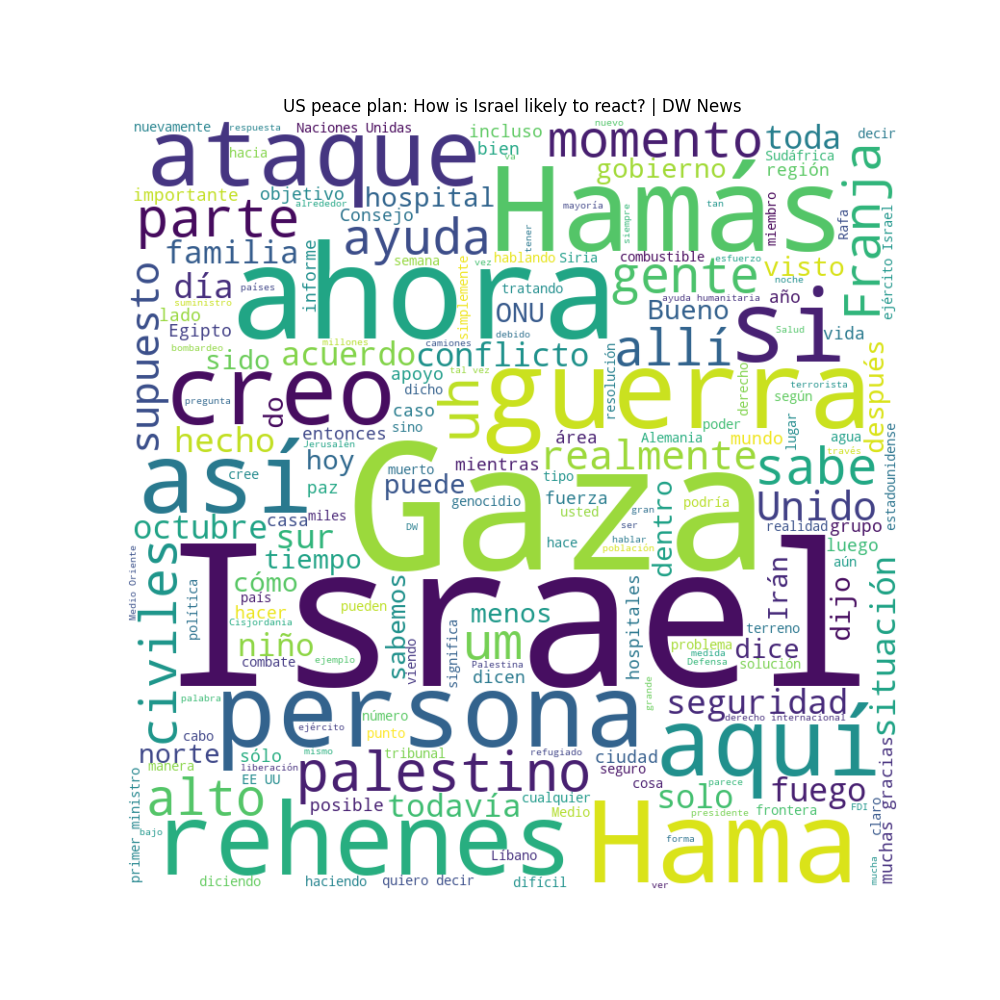 US peace plan: How is Israel likely to react? | DW News
nuevamente
respuesta
Naciones Unidas
incluso
nuevo
momento
toda
decir
ataque
hacia
bien
va
gobierno
Sudáfrica
región
importante
objetivo
alrededor
hospital
Consejo
Hamás
mayoría
siempre
tan
miembro
Rafa
Franja
ejército Israel
parte
familia
ayuda
tener
semana
vez
hablando
Siria
combustible
esfuerzo
visto
gente
noche
informe
simplemente
día
países
ahora
tratando
ayuda humanitaria
año
suministro
lado
Egipto
ONU
debido
Bueno
Salud
vida
si
supuesto
bombardeo
millones
camiones
sido
acuerdo
conflicto
allí
resolución
después
creo
apoyo
tal vez
dicho
uh
guerra
derecho
terrorista
según
pregunta
do
caso
sino
poder
lugar
hecho
entonces
área
Alemania
mundo
agua
través
estadounidense
Jerusalen
así
cree
hoy
muerto
puede
mientras
realmente
sabe
paz
tipo
Gaza
genocidio
fuerza
usted
podría
Unido
octubre
casa
miles
DW
gran
ser
hablar
población
dentro
realidad
grupo
sur
tiempo
hace
luego
aún
Medio Oriente
civiles
Israel
política
cómo
país
hacer
Cisjordania
pueden
sabemos
menos
hospitales
Irán
dijo
situación
niño
combate
ejemplo
viendo
um
significa
Palestina
dicen
terreno
problema
medida
Defensa
dice
solución
palabra
persona
grande
seguridad
derecho internacional
cabo
ejército
número
punto
aquí
norte
sólo
mismo
tribunal
refugiado
ciudad
muchas gracias
manera
EE UU
liberación
palestino
seguro
cosa
parece
fuego
primer ministro
alto
posible
todavía
cualquier
Medio
solo
presidente
frontera
FDI
claro
bajo
rehenes
Líbano
Hama
forma
mucha
diciendo
haciendo
quiero decir
difícil
ver